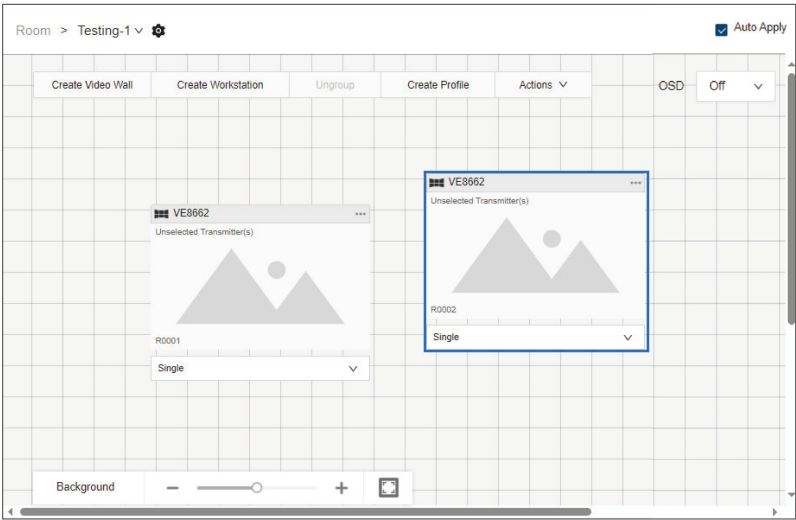 Room > Testing-1
Auto Apply
Create Video Wall Create Workstation Ungroup Create Profile Actions
OSD Off
VE8662
Unselected Transmitter(s)
R0001
Single
VE8662
Unselected Transmitter(s)
R0002
Single
Background